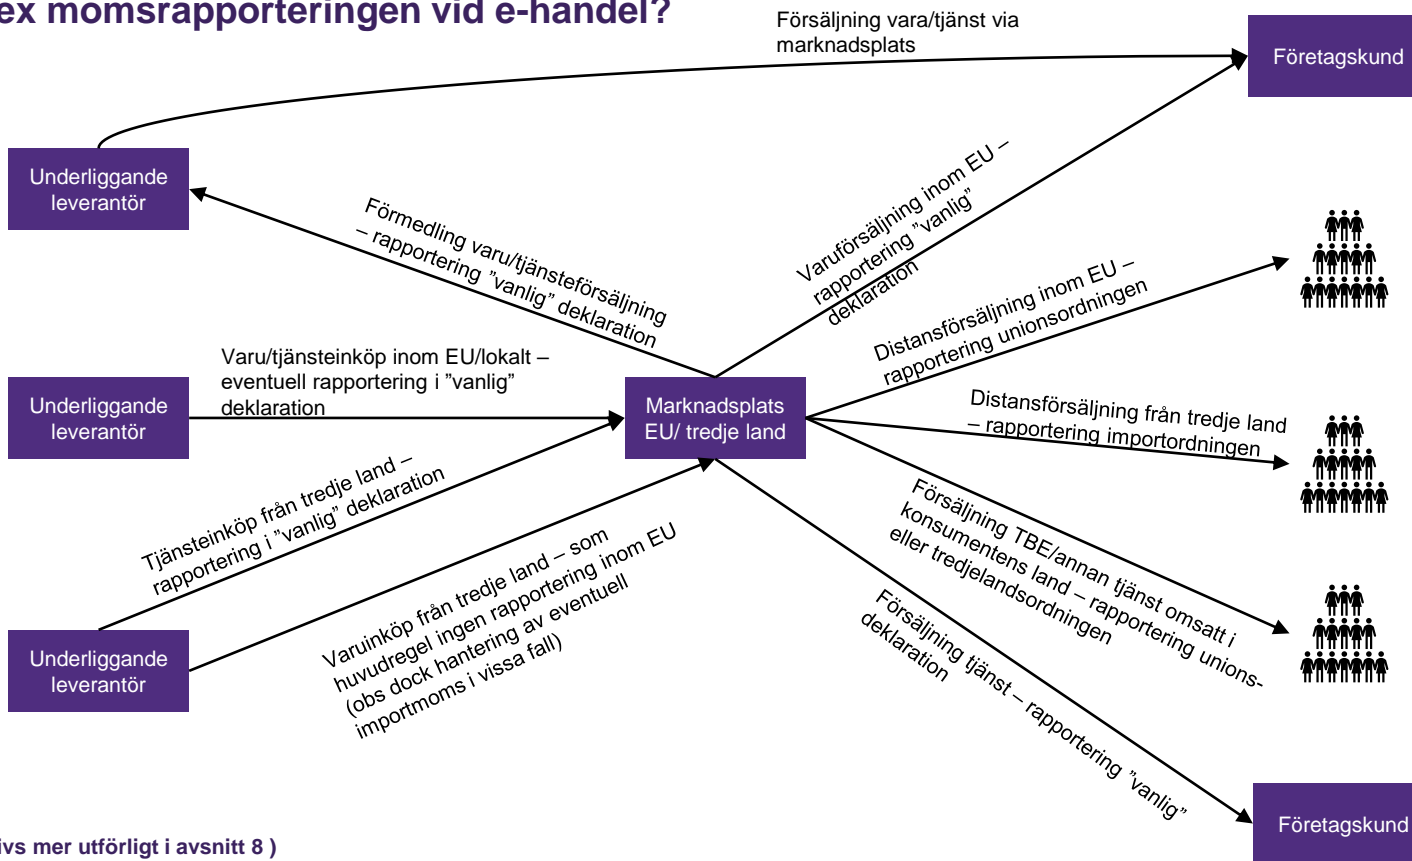 ex momsrapporteringen vid e-handel?
Försäljning vara/tjänst via
marknadsplats
Företagskund
Underliggande
leverantör
Förmedling varu/tjänsteförsäljning
– rapportering ”vanlig” deklaration
Varuförsäljning inom EU –
rapportering ”vanlig”
deklaration
Distansförsäljning inom EU –
rapportering unionsordningen
Varu/tjänsteinköp inom EU/lokalt –
eventuell rapportering i ”vanlig”
deklaration
Underliggande
leverantör
Marknadsplats
EU/ tredje land
Distansförsäljning från tredje land
– rapportering importordningen
Tjänsteinköp från tredje land –
rapportering i ”vanlig” deklaration
Försäljning TBE/annan tjänst omsatt i
konsumentens land – rapportering unions-
eller tredjelandsordningen
Underliggande
leverantör
Varuinköp från tredje land – som
huvudregel ingen rapportering inom EU
(obs dock hantering av eventuell
importmoms i vissa fall)
Försäljning tjänst – rapportering ”vanlig”
deklaration
Företagskund
ivs mer utförligt i avsnitt 8 )